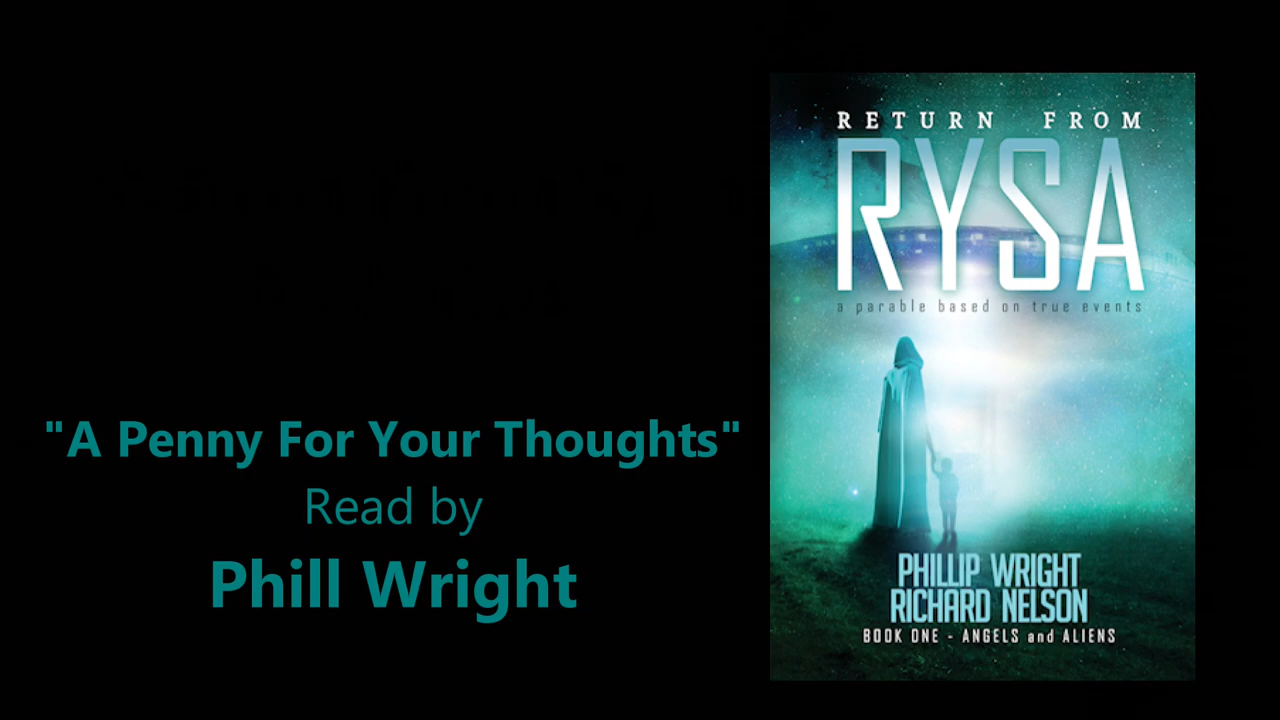 "A Penny For Your Thoughts"
Read by
Phill Wright
RETURN FROM
RYSA
a parable based on true events
PHILLIP WRIGHT
RICHARD NELSON
BOOK ONE - ANGELS and ALIENS